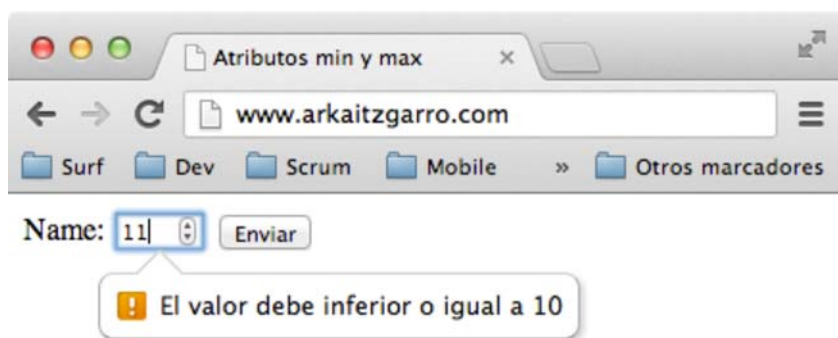 Atributos min y max
www.arkaitzgarro.com
Surf Dev Scrum Mobile » Otros marcadores
Name: 11 Enviar
El valor debe inferior o igual a 10